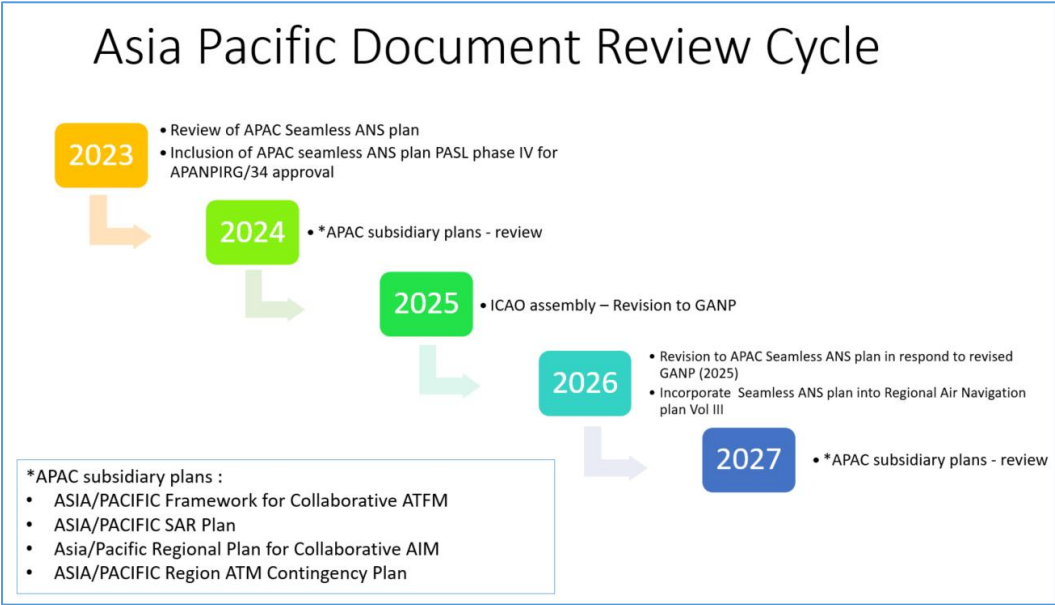 Asia Pacific Document Review Cycle
2023
• Review of APAC Seamless ANS plan
• Inclusion of APAC seamless ANS plan PASL phase IV for
APANPIRG/34 approval
2024
• *APAC subsidiary plans - review
2025
• ICAO assembly – Revision to GANP
2026
• Revision to APAC Seamless ANS plan in respond to revised
GANP (2025)
• Incorporate Seamless ANS plan into Regional Air Navigation
plan Vol III
2027
• *APAC subsidiary plans - review
*APAC subsidiary plans :
• ASIA/PACIFIC Framework for Collaborative ATFM
• ASIA/PACIFIC SAR Plan
• Asia/Pacific Regional Plan for Collaborative AIM
• ASIA/PACIFIC Region ATM Contingency Plan